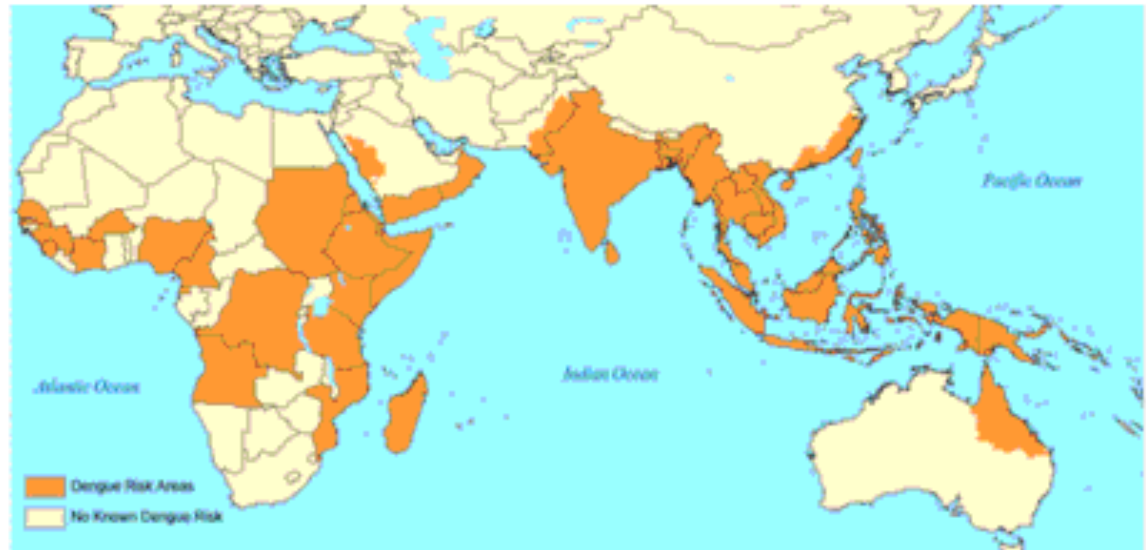 Pacific Ocean
Atlantic Ocean
Indian Ocean
Dengue Risk Areas
No Known Dengue Risk